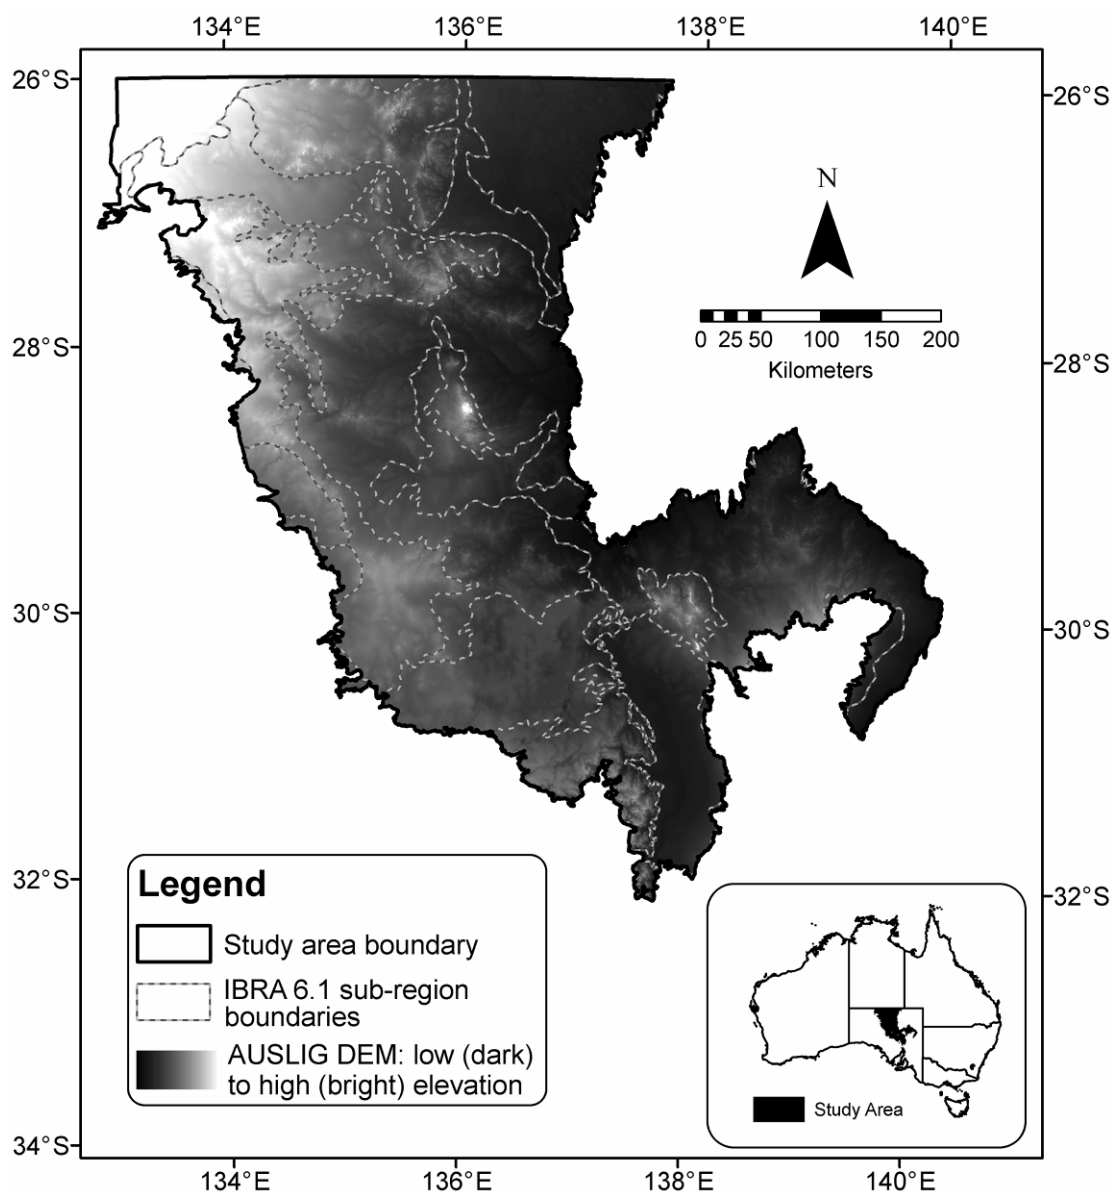 134°E 136°E 138°E 140°E
26°S 26°S
N
0 25 50 100 150 200
Kilometers
28°S 28°S
30°S 30°S
32°S 32°S
Legend
Study area boundary
IBRA 6.1 sub-region
boundaries
AUSLIG DEM: low (dark)
to high (bright) elevation
Study Area
34°S
134°E 136°E 138°E 140°E